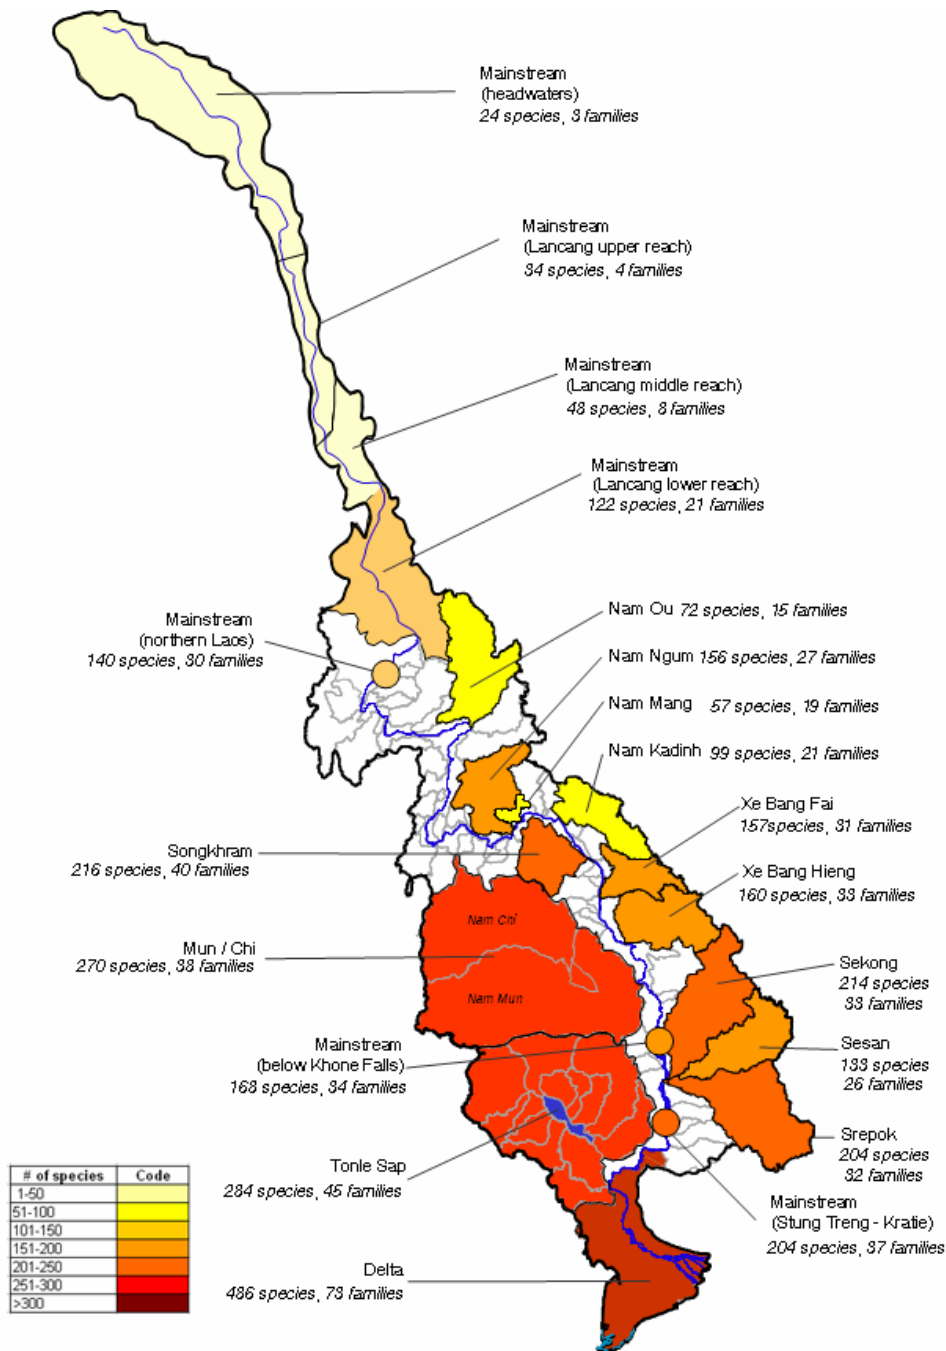 Mainstream
(headwaters)
24 species, 3 families
Mainstream
(Lancang upper reach)
34 species, 4 families
Mainstream
(Lancang middle reach)
48 species, 8 families
Mainstream
(Lancang lower reach)
122 species, 21 families
Nam Ou 72 species, 15 families
Mainstream
(northern Laos)
140 species, 30 families
Nam Ngum 156 species, 27 families
Nam Mang 57 species, 19 families
Nam Kadinh 99 species, 21 families
Xe Bang Fai
157species, 31 families
Songkhram
216 species, 40 families
Xe Bang Hieng
160 species, 33 families
Nam Chi
Mun / Chi
270 species, 38 families
Nam Mun
Sekong
214 species
33 families
Mainstream
(below Khone Falls)
168 species, 34 families
Sesan
133 species
26 families
Srepok
204 species
32 families
Tonle Sap
284 species, 45 families
Mainstream
(Stung Treng - Kratie)
204 species, 37 families
Delta
486 species, 73 families
# of species Code
1-50
51-100
101-150
151-200
201-250
251-300
>300